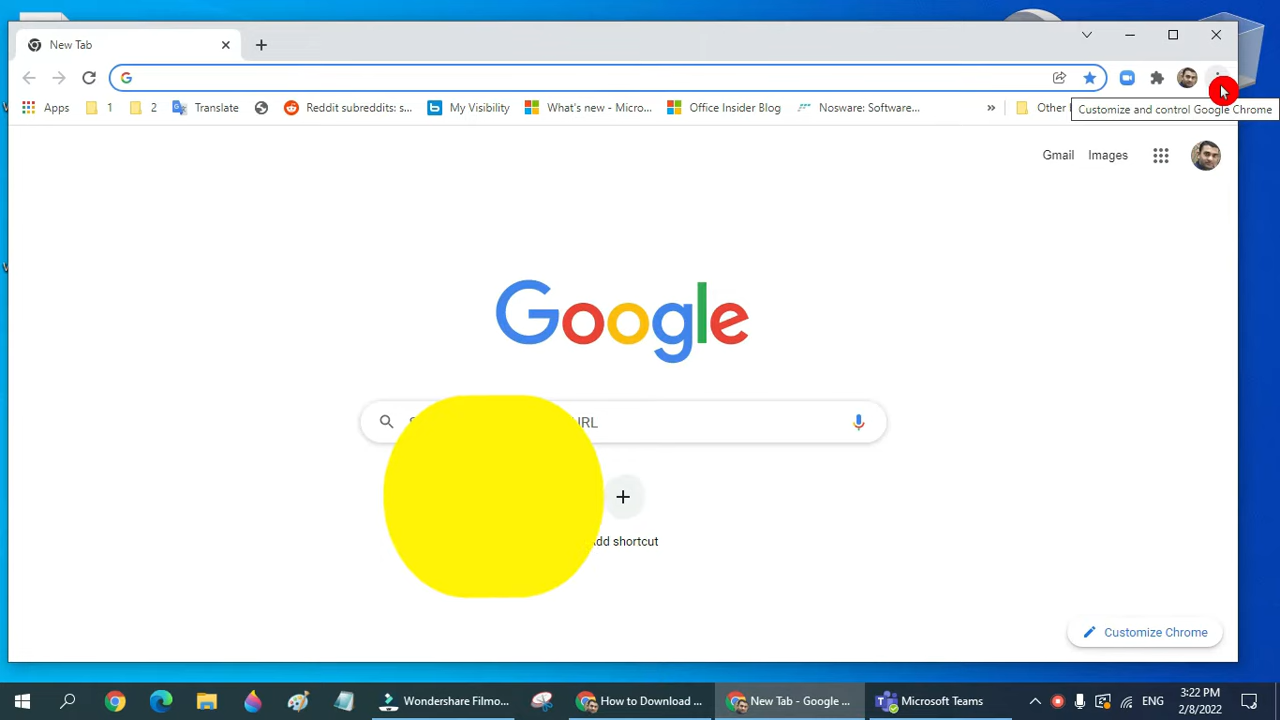 New Tab
Apps 1 2 Translate Reddit subreddits: s... My Visibility What's new - Micro... Office Insider Blog Nosware: Software... » Other
Customize and control Google Chrome
Gmail Images
Google
URL
Add shortcut
Customize Chrome
Wondershare Filmo... How to Download ... New Tab - Google ... Microsoft Teams ENG 3:22 PM
2/8/2022